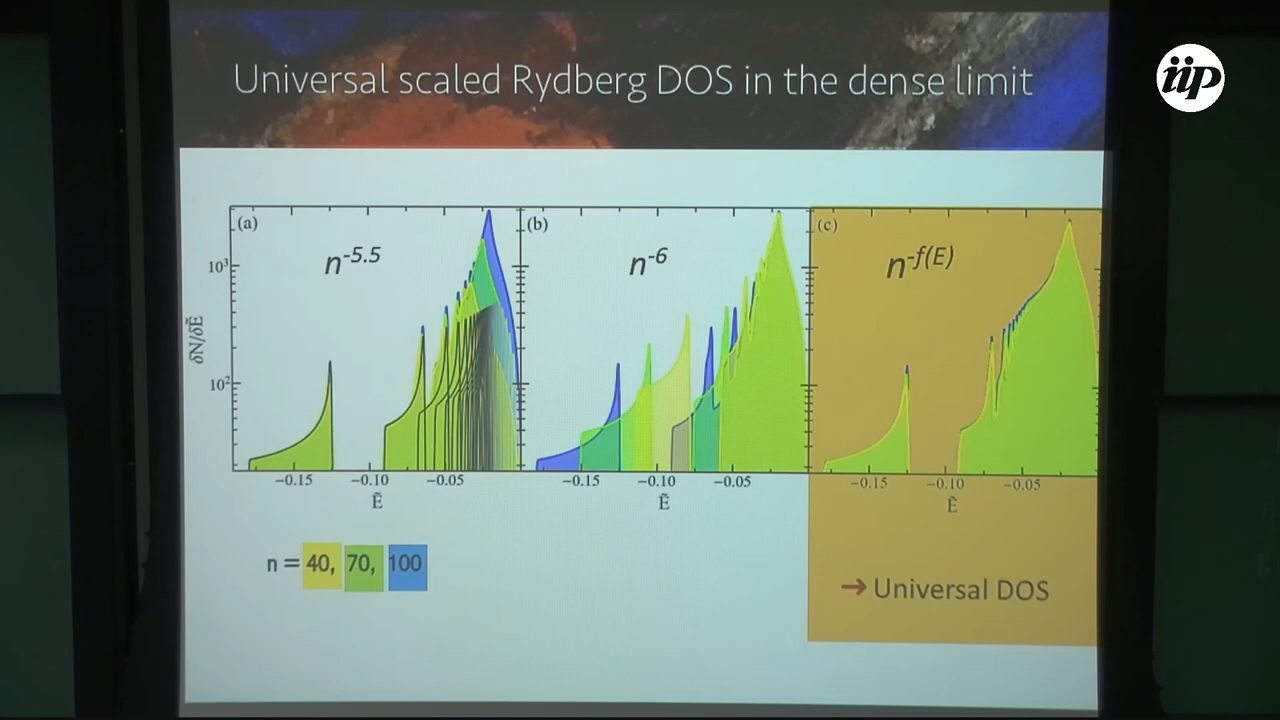 Universal scaled Rydberg DOS in the dense limit
iip
(a)
n-5.5
(b)
n-6
(c)
n-f(E)
10³
10²
δN/δẼ
−0.15 −0.10 −0.05
−0.15 −0.10 −0.05
−0.15 −0.10 −0.05
Ẽ
Ẽ
Ẽ
n = 40, 70, 100
→ Universal DOS